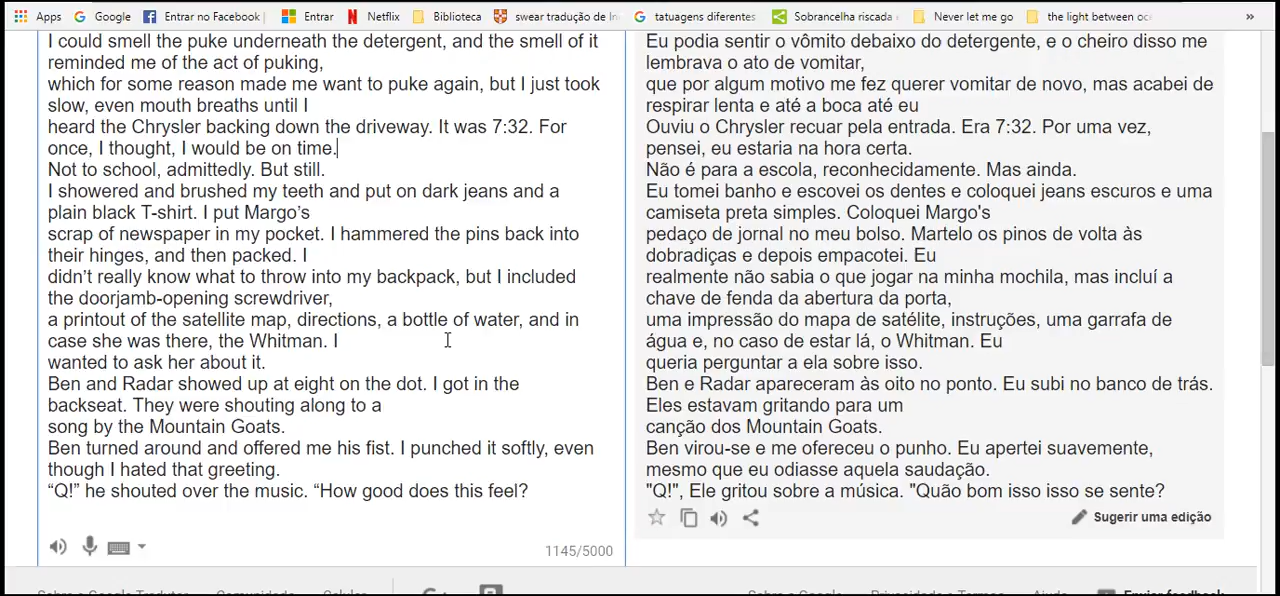 Apps Google Entrar no Facebook Entrar Netflix Biblioteca swear tradução de In tatuagens diferentes Sobrancelha riscada Never let me go the light between oc »
I could smell the puke underneath the detergent, and the smell of it
reminded me of the act of puking,
which for some reason made me want to puke again, but I just took
slow, even mouth breaths until I
heard the Chrysler backing down the driveway. It was 7:32. For
once, I thought, I would be on time.
Not to school, admittedly. But still.
I showered and brushed my teeth and put on dark jeans and a
plain black T-shirt. I put Margo’s
scrap of newspaper in my pocket. I hammered the pins back into
their hinges, and then packed. I
didn’t really know what to throw into my backpack, but I included
the doorjamb-opening screwdriver,
a printout of the satellite map, directions, a bottle of water, and in
case she was there, the Whitman. I
wanted to ask her about it.
Ben and Radar showed up at eight on the dot. I got in the
backseat. They were shouting along to a
song by the Mountain Goats.
Ben turned around and offered me his fist. I punched it softly, even
though I hated that greeting.
“Q!” he shouted over the music. “How good does this feel?
1145/5000
Eu podia sentir o vômito debaixo do detergente, e o cheiro disso me
lembrava o ato de vomitar,
que por algum motivo me fez querer vomitar de novo, mas acabei de
respirar lenta e até a boca até eu
Ouviu o Chrysler recuar pela entrada. Era 7:32. Por uma vez,
pensei, eu estaria na hora certa.
Não é para a escola, reconhecidamente. Mas ainda.
Eu tomei banho e escovei os dentes e coloquei jeans escuros e uma
camiseta preta simples. Coloquei Margo's
pedaço de jornal no meu bolso. Martelo os pinos de volta às
dobradiças e depois empacotei. Eu
realmente não sabia o que jogar na minha mochila, mas incluí a
chave de fenda da abertura da porta,
uma impressão do mapa de satélite, instruções, uma garrafa de
água e, no caso de estar lá, o Whitman. Eu
queria perguntar a ela sobre isso.
Ben e Radar apareceram às oito no ponto. Eu subi no banco de trás.
Eles estavam gritando para um
canção dos Mountain Goats.
Ben virou-se e me ofereceu o punho. Eu apertei suavemente,
mesmo que eu odiasse aquela saudação.
"Q!", Ele gritou sobre a música. "Quão bom isso isso se sente?
Sugerir uma edição
Sobre o Google Tradutor Comunidade Celular Sobre o Google Privacidade e Termos Ajuda Enviar feedback